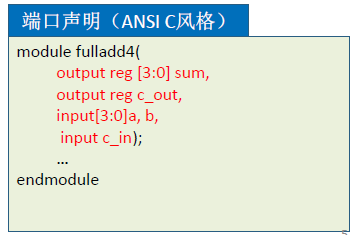 端口声明（ANSI C风格）
module fulladd4(
output reg [3:0] sum,
output reg c_out,
input[3:0]a, b,
input c_in);
...
endmodule